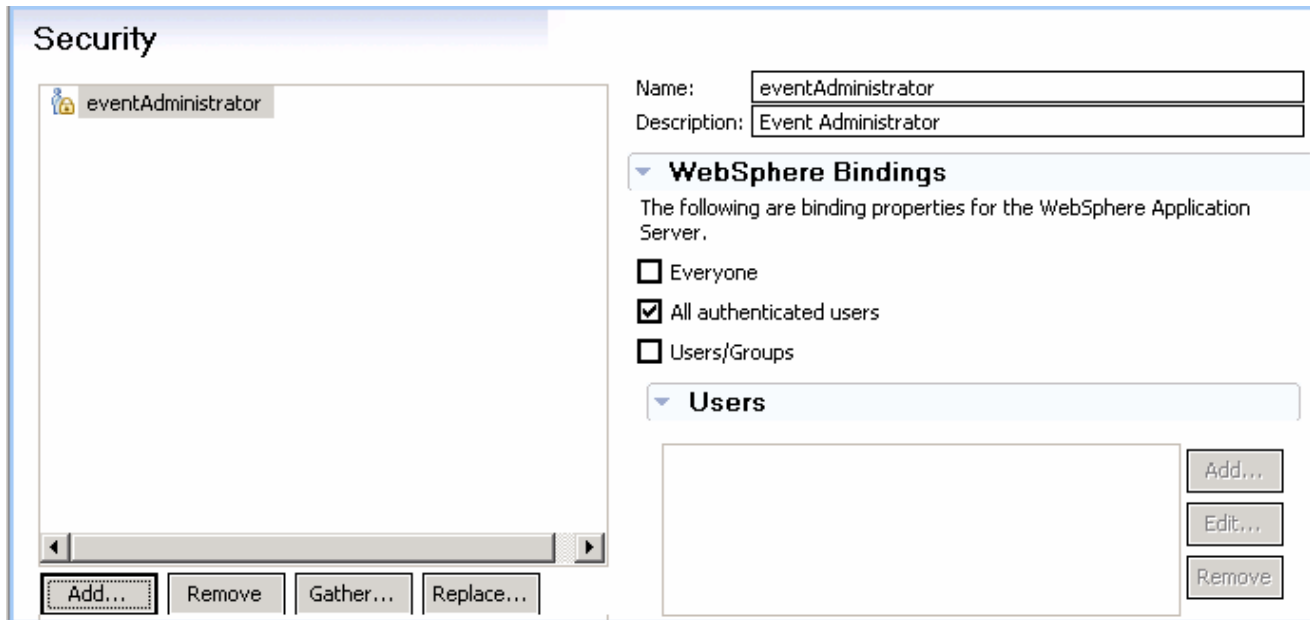 Security
eventAdministrator
Add...
Remove
Gather...
Replace...
Name:
eventAdministrator
Description:
Event Administrator
WebSphere Bindings
The following are binding properties for the WebSphere Application
Server.
Everyone
All authenticated users
Users/Groups
Users
Add...
Edit...
Remove